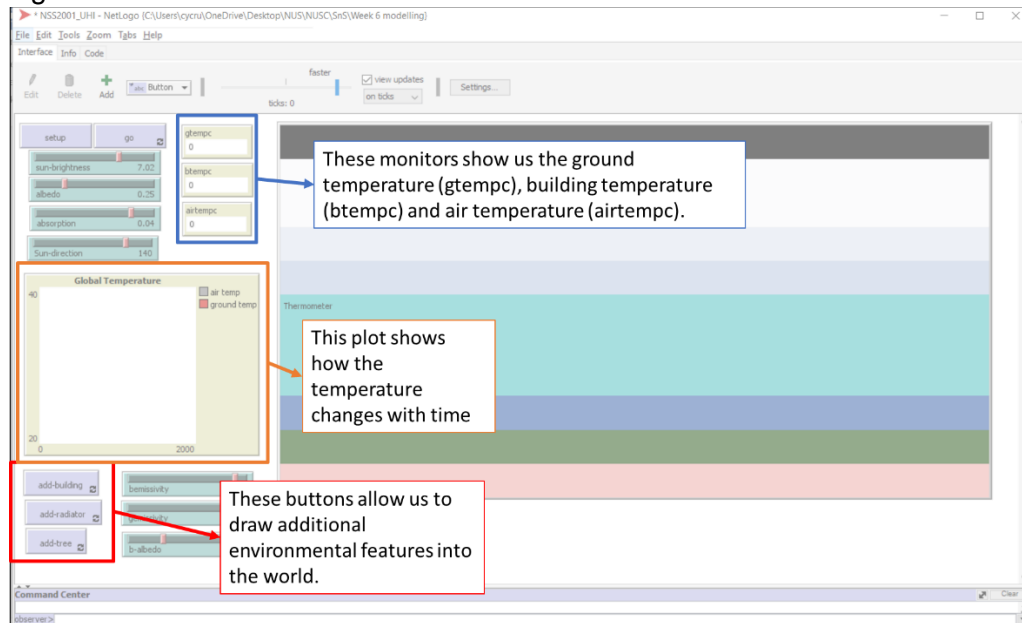 * NSS2001_UHI - NetLogo {C:\Users\cycru\OneDrive\Desktop\NUS\NUSC\SnS\Week 6 modelling}
File Edit Tools Zoom Tabs Help
Interface Info Code
Edit Delete Add Button faster view updates Settings...
ticks: 0 on ticks
setup go gtempc
0
sun-brightness 7.02
btempc
0
albedo 0.25
airtempc
0
absorption 0.04
Sun-direction 140
These monitors show us the ground
temperature (gtempc), building temperature
(btempc) and air temperature (airtempc).
Global Temperature
40
air temp
ground temp
20
0 2000
Thermometer
This plot shows
how the
temperature
changes with time
add-building
add-radiator
add-tree
bemissivity
b-albedo
These buttons allow us to
draw additional
environmental features into
the world.
Command Center Clear
observer>